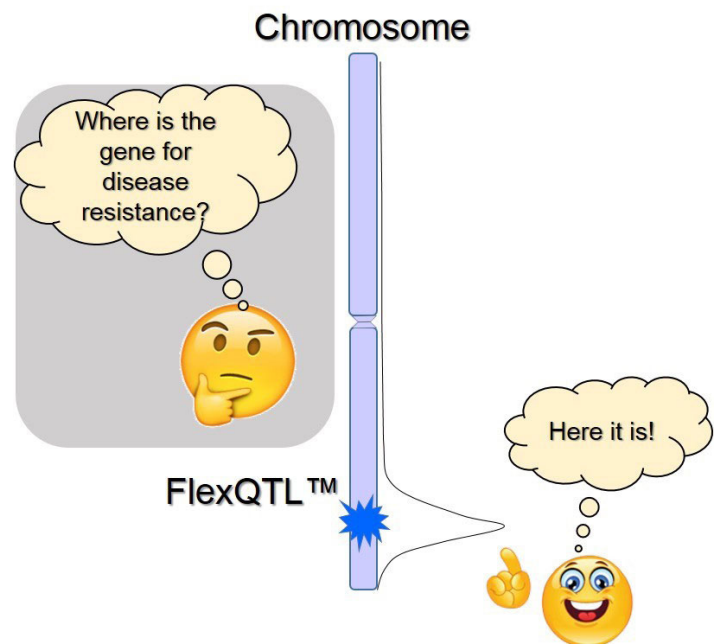 Chromosome
Where is the
gene for
disease
resistance?
Here it is!
FlexQTL™